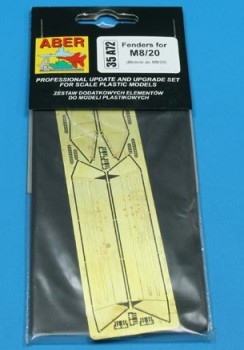 ABER
35 A72
Fenders for
M8/20
PROFESSIONAL UPDATE AND UPGRADE SET
FOR SCALE PLASTIC MODELS
ZESTAW DODATKOWYCH ELEMENTÓW
DO MODELI PLASTIKOWYCH